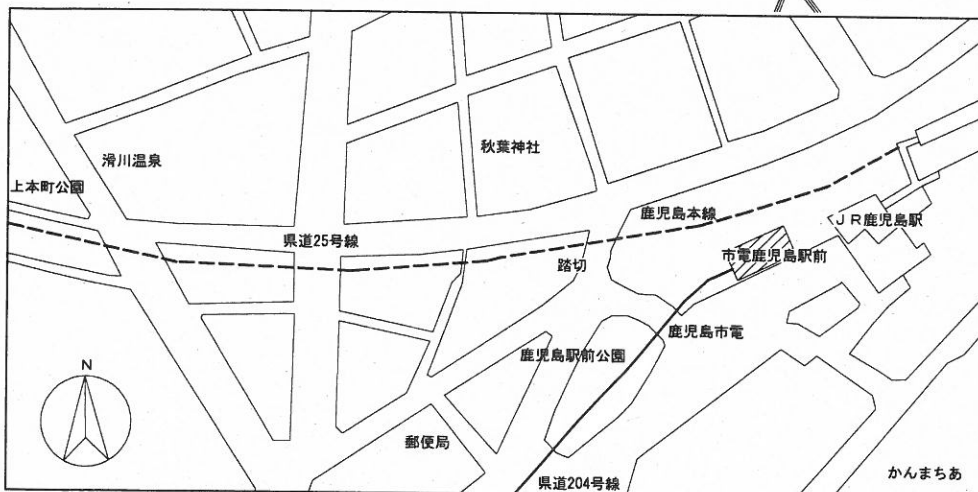 秋葉神社
滑川温泉
上本町公園
鹿児島本線
JR鹿児島駅
県道25号線
市電鹿児島駅前
踏切
鹿児島市電
鹿児島駅前公園
N
郵便局
かんまちあ
県道204号線